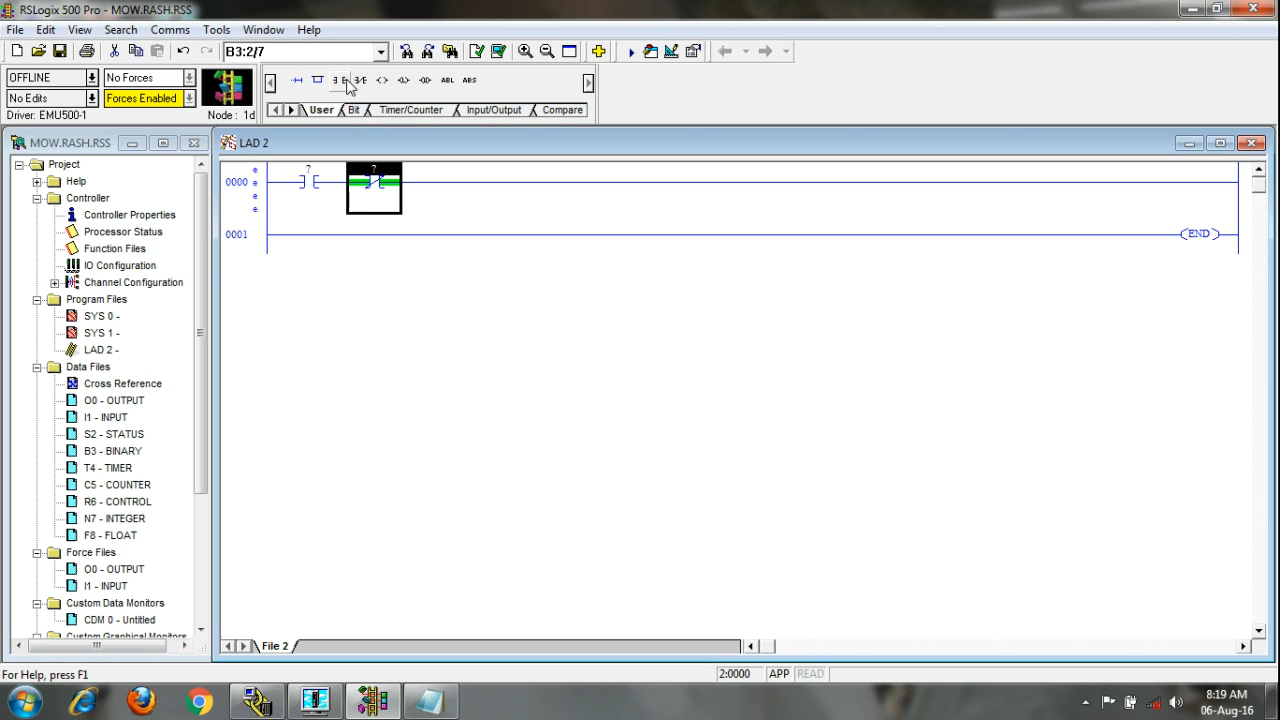 RSLogix 500 Pro - MOW.RASH.RSS
File Edit View Search Comms Tools Window Help
B3:2/7
OFFLINE No Forces
No Edits Forces Enabled
Driver: EMU500-1 Node : 1d
ABL ABS
User Bit Timer/Counter Input/Output Compare
MOW.RASH.RSS
LAD 2
Project
Help
Controller
Controller Properties
Processor Status
Function Files
IO Configuration
Channel Configuration
Program Files
SYS 0 -
SYS 1 -
LAD 2 -
Data Files
Cross Reference
O0 - OUTPUT
I1 - INPUT
S2 - STATUS
B3 - BINARY
T4 - TIMER
C5 - COUNTER
R6 - CONTROL
N7 - INTEGER
F8 - FLOAT
Force Files
O0 - OUTPUT
I1 - INPUT
Custom Data Monitors
CDM 0 - Untitled
Custom Graphical Monitors
e
0000 e
e
e
? ?
0001
END
File 2
For Help, press F1
2:0000 APP READ
8:19 AM
06-Aug-16